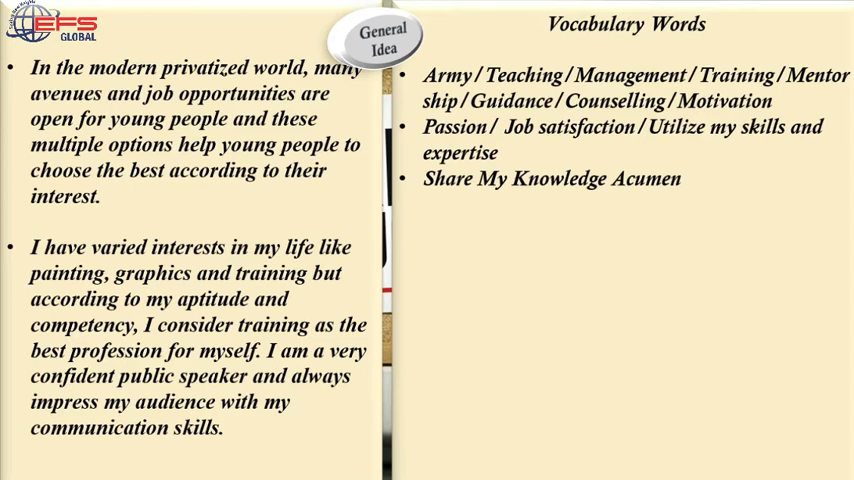 EFS
GLOBAL
General
Idea
• In the modern privatized world, many
avenues and job opportunities are
open for young people and these
multiple options help young people to
choose the best according to their
interest.
• I have varied interests in my life like
painting, graphics and training but
according to my aptitude and
competency, I consider training as the
best profession for myself. I am a very
confident public speaker and always
impress my audience with my
communication skills.
Vocabulary Words
• Army/Teaching/Management/Training/Mentor
ship/Guidance/Counselling/Motivation
• Passion/ Job satisfaction/Utilize my skills and
expertise
• Share My Knowledge Acumen